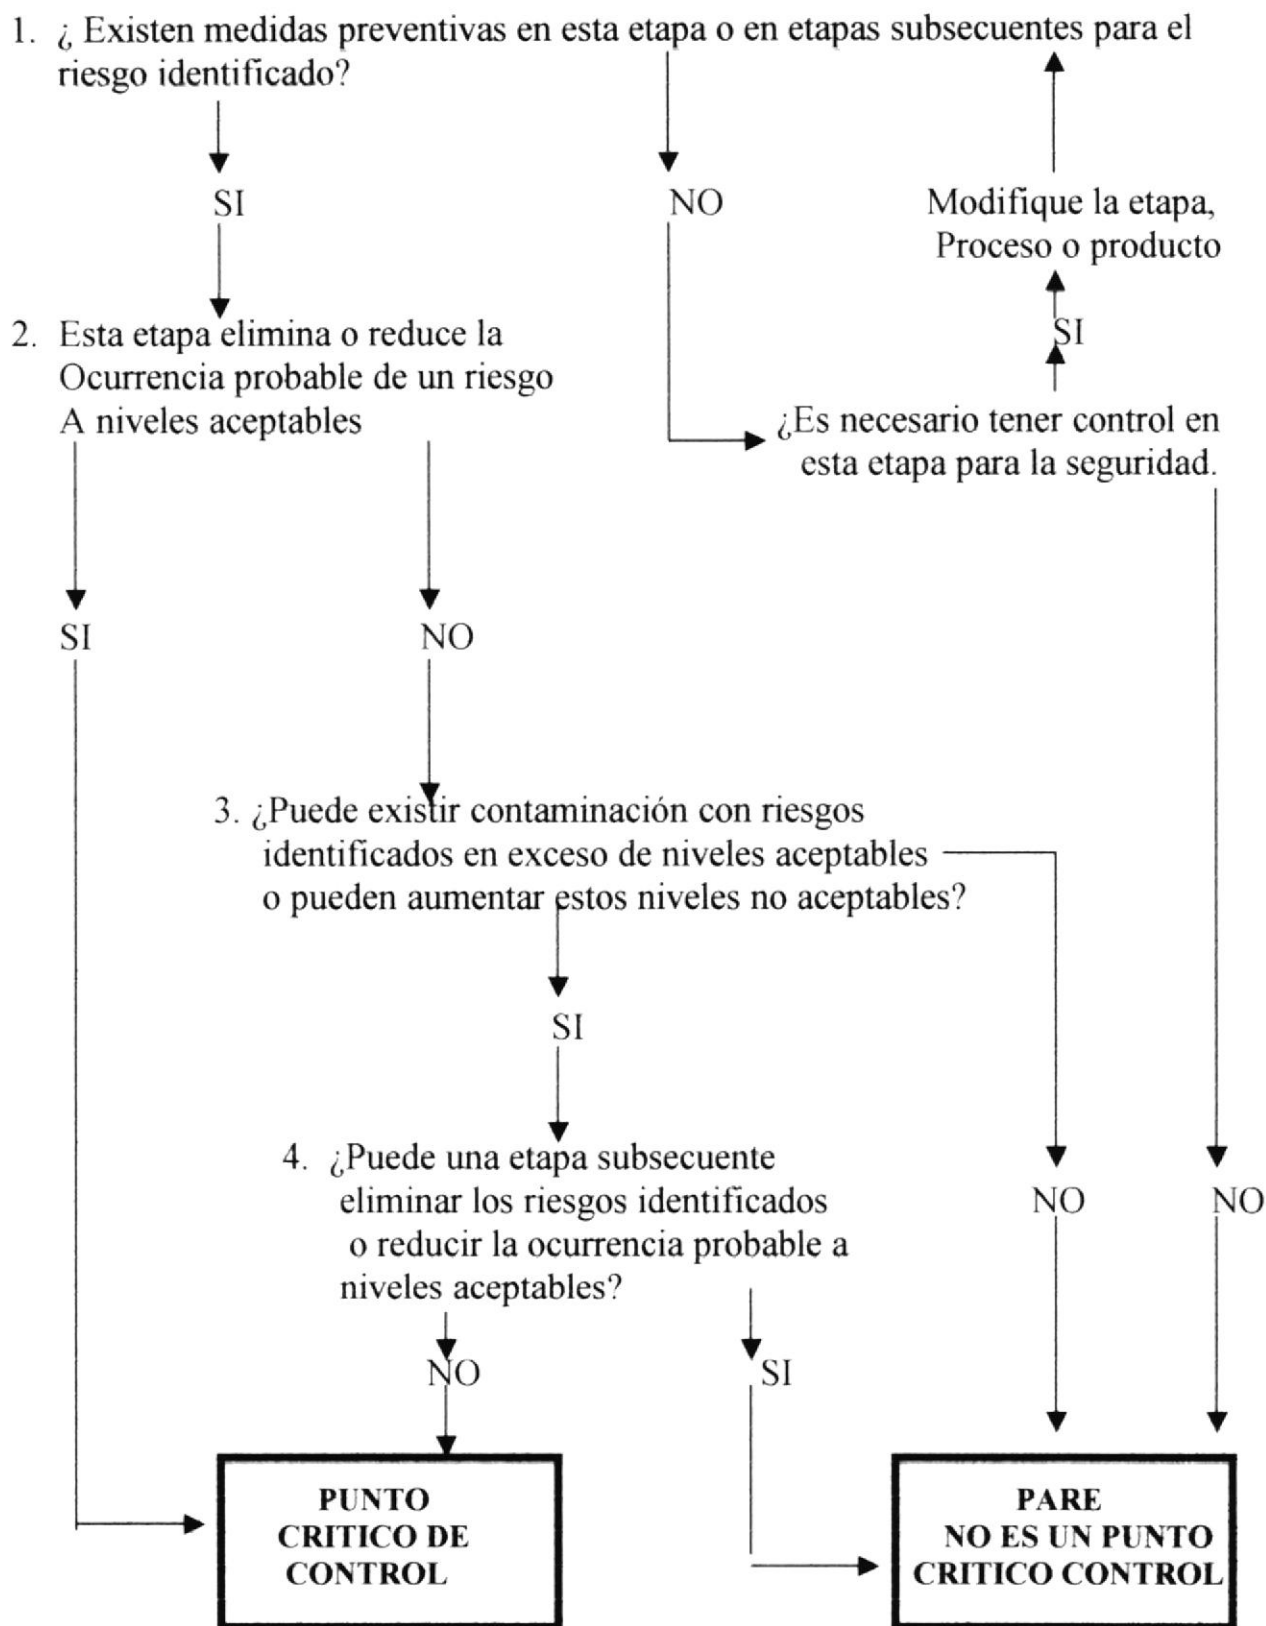 1. ¿ Existen medidas preventivas en esta etapa o en etapas subsecuentes para el
riesgo identificado?
SI
NO
Modifique la etapa,
Proceso o producto
SI
2. Esta etapa elimina o reduce la
Ocurrencia probable de un riesgo
A niveles aceptables
¿Es necesario tener control en
esta etapa para la seguridad.
SI
NO
3. ¿Puede existir contaminación con riesgos
identificados en exceso de niveles aceptables
o pueden aumentar estos niveles no aceptables?
SI
4. ¿Puede una etapa subsecuente
eliminar los riesgos identificados
o reducir la ocurrencia probable a
niveles aceptables?
NO
NO
NO
SI
PUNTO
CRITICO DE
CONTROL
PARE
NO ES UN PUNTO
CRITICO CONTROL